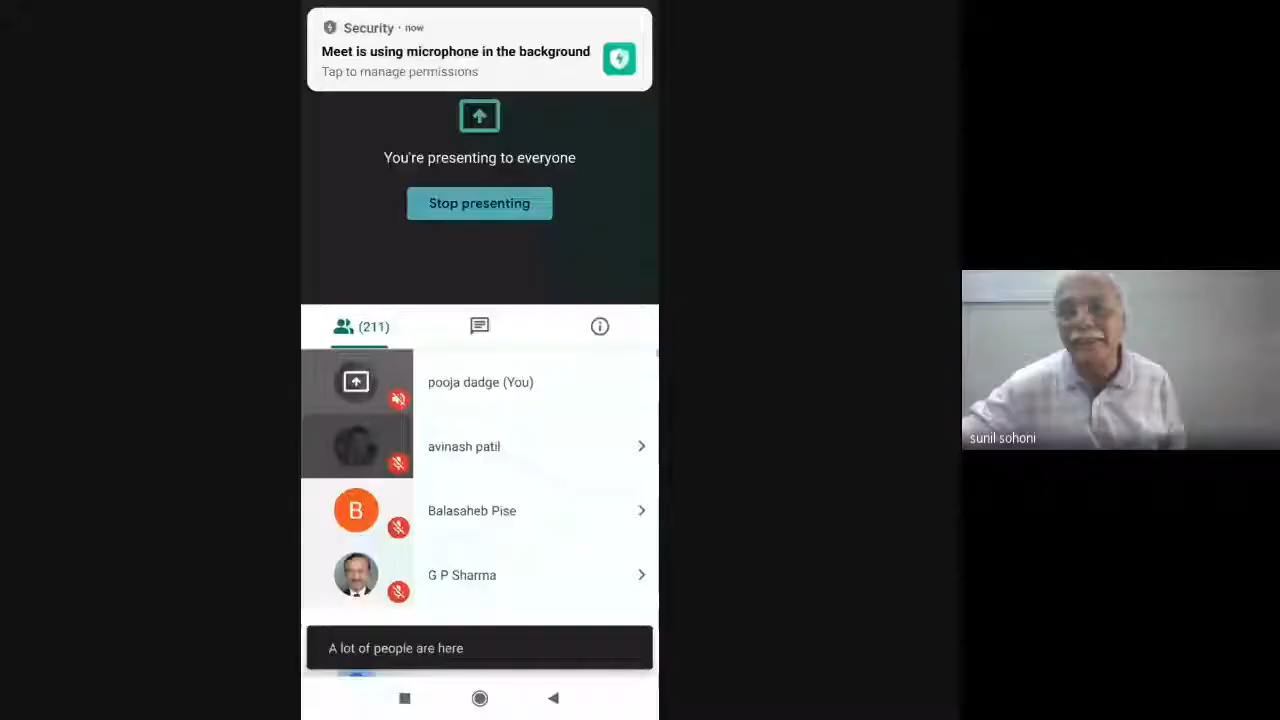 Security · now
Meet is using microphone in the background
Tap to manage permissions
You're presenting to everyone
Stop presenting
(211)
pooja dadge (You)
avinash patil
B
Balasaheb Pise
G P Sharma
A lot of people are here
sunil sohoni